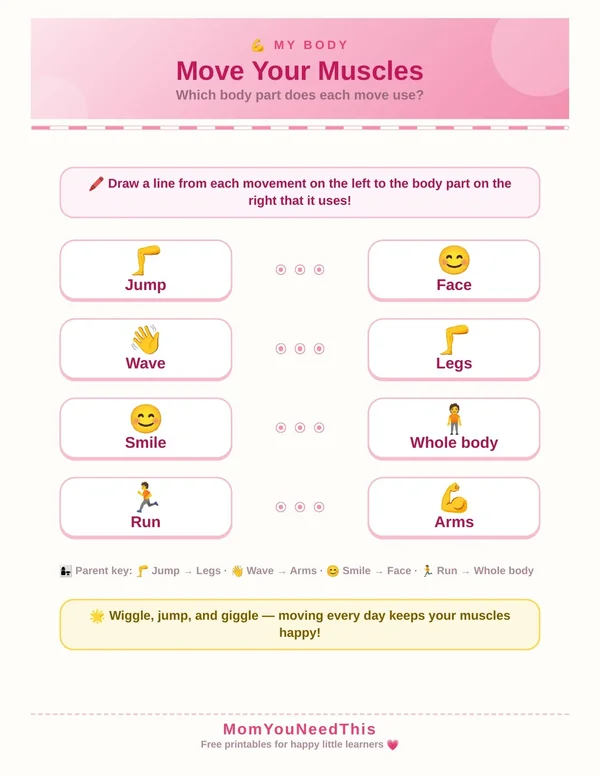 💪 MY BODY
Move Your Muscles
Which body part does each move use?
🖍️ Draw a line from each movement on the left to the body part on the
right that it uses!
Jump
Face
Wave
Legs
Smile
Whole body
Run
Arms
👩‍👧 Parent key: 🦵 Jump → Legs · 👋 Wave → Arms · 😊 Smile → Face · 🏃 Run → Whole body
🌟 Wiggle, jump, and giggle — moving every day keeps your muscles
happy!
MomYouNeedThis
Free printables for happy little learners 💗